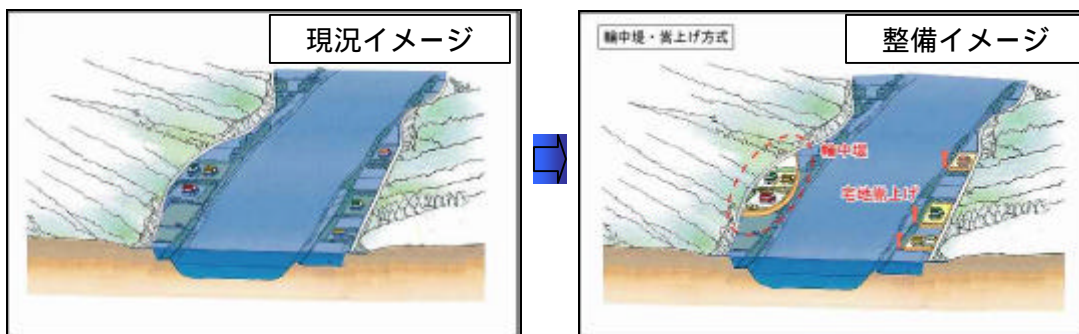 現況イメージ
輪中堤・嵩上げ方式
整備イメージ
輪中堤
宅地嵩上げ